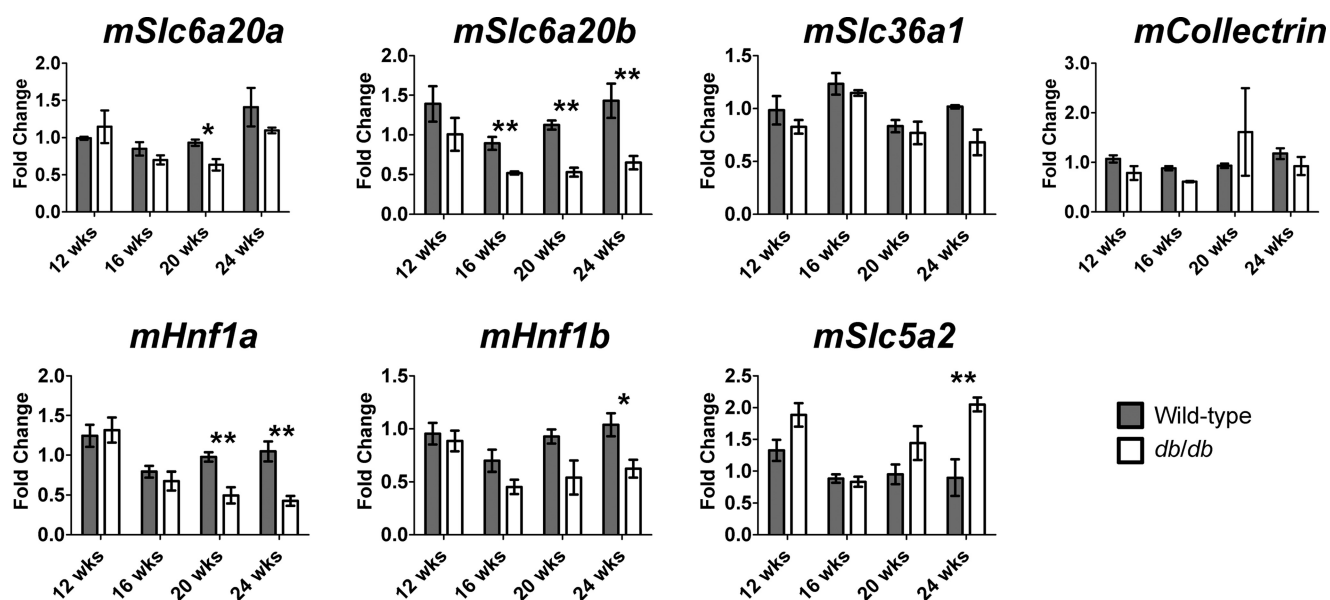 mSlc6a20a
Fold Change
2.0
1.5
1.0
0.5
0.0
*
12 wks
16 wks
20 wks
24 wks
mSlc6a20b
Fold Change
2.0
1.5
1.0
0.5
0.0
**
**
**
12 wks
16 wks
20 wks
24 wks
mSlc36a1
Fold Change
1.5
1.0
0.5
0.0
12 wks
16 wks
20 wks
24 wks
mCollectrin
Fold Change
3.0
2.0
1.0
0.0
12 wks
16 wks
20 wks
24 wks
mHnf1a
Fold Change
2.0
1.5
1.0
0.5
0.0
**
**
12 wks
16 wks
20 wks
24 wks
mHnf1b
Fold Change
1.5
1.0
0.5
0.0
*
12 wks
16 wks
20 wks
24 wks
mSlc5a2
Fold Change
2.5
2.0
1.5
1.0
0.5
0.0
**
12 wks
16 wks
20 wks
24 wks
Wild-type
db/db